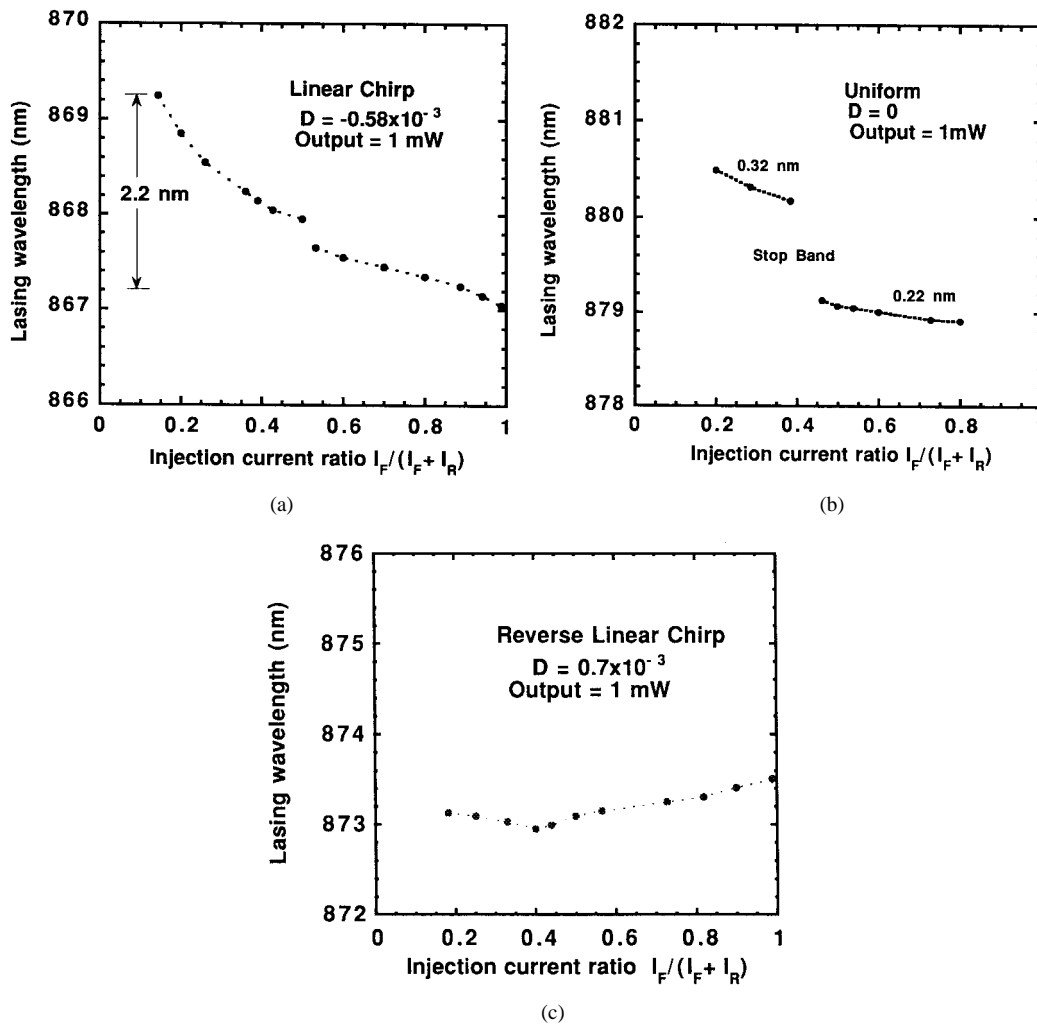 870
869
868
867
866
Lasing wavelength (nm)
Linear Chirp
D = -0.58x10⁻³
Output = 1 mW
2.2 nm
0 0.2 0.4 0.6 0.8 1
Injection current ratio I_F/(I_F+ I_R)
(a)
882
881
880
879
878
Lasing wavelength (nm)
Uniform
D = 0
Output = 1mW
0.32 nm
Stop Band
0.22 nm
0 0.2 0.4 0.6 0.8
Injection current ratio I_F/(I_F+ I_R)
(b)
876
875
874
873
872
Lasing wavelength (nm)
Reverse Linear Chirp
D = 0.7x10⁻³
Output = 1 mW
0 0.2 0.4 0.6 0.8 1
Injection current ratio I_F/(I_F+ I_R)
(c)